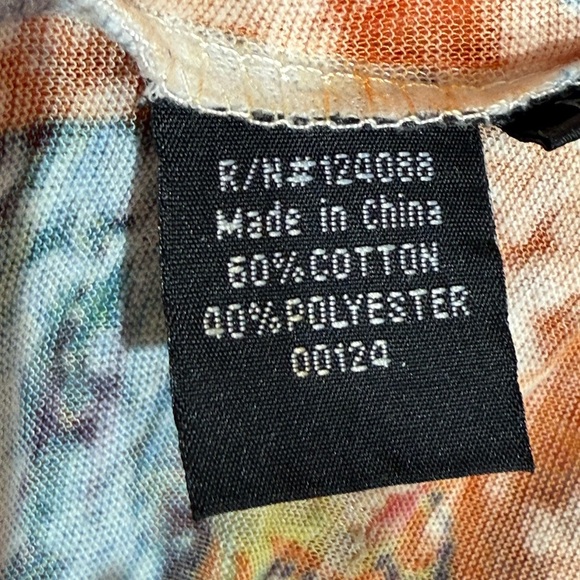 R/N#124088
Made in China
60%COTTON
40%POLYESTER
00124